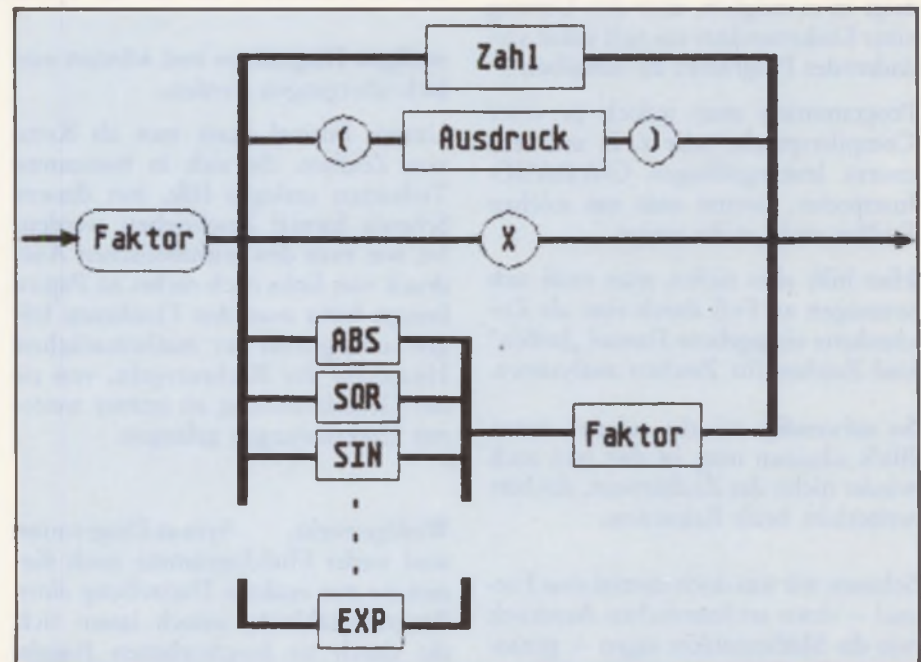 Zahl
( Ausdruck )
Faktor
X
ABS
SQR
Faktor
SIN
EXP